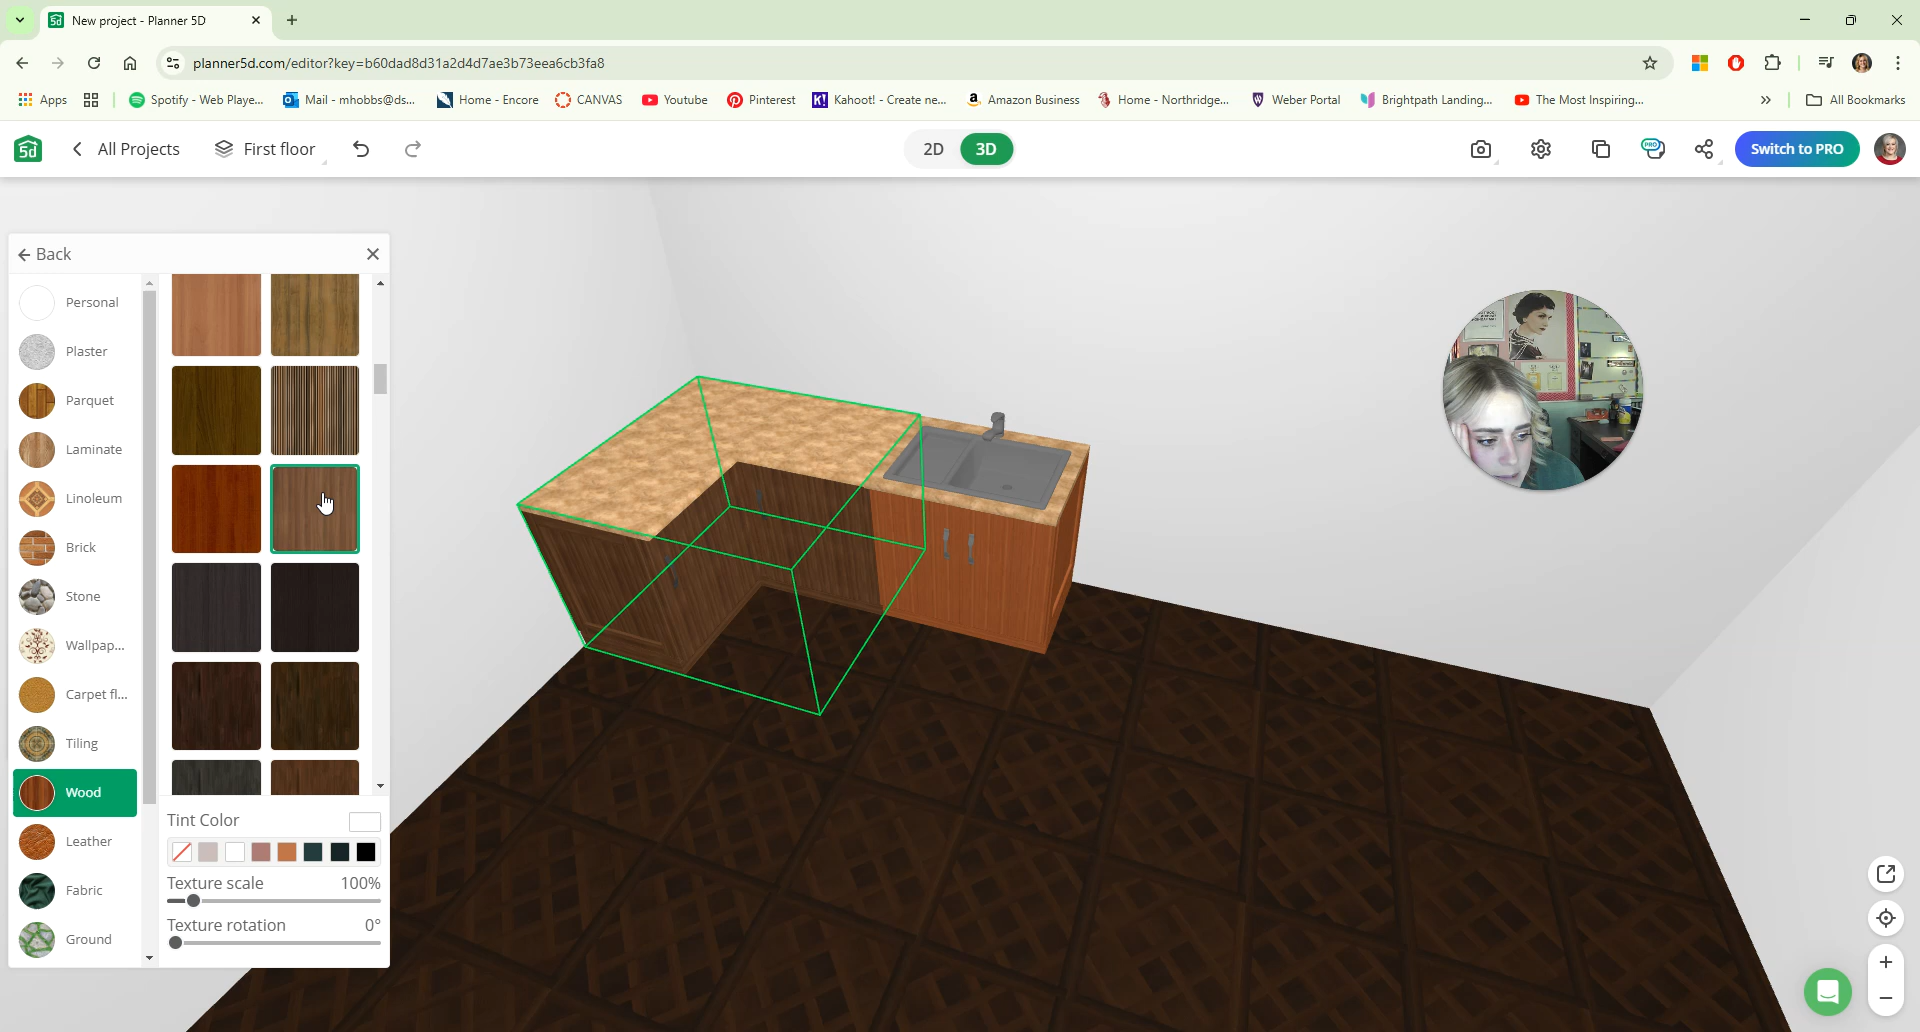 New project - Planner 5D
planner5d.com/editor?key=b60dad8d31a2d4d7ae3b73eea6cb3fa8
Apps
Spotify - Web Playe...
Mail - mhobbs@ds...
Home - Encore
CANVAS
Youtube
Pinterest
Kahoot! - Create ne...
Amazon Business
Home - Northridge...
Weber Portal
Brightpath Landing...
The Most Inspiring...
All Bookmarks
5d
All Projects
First floor
2D
3D
PRO
Switch to PRO
Back
Personal
Plaster
Parquet
Laminate
Linoleum
Brick
Stone
Wallpap...
Carpet fl...
Tiling
Wood
Leather
Fabric
Ground
Tint Color
Texture scale 100%
Texture rotation 0°